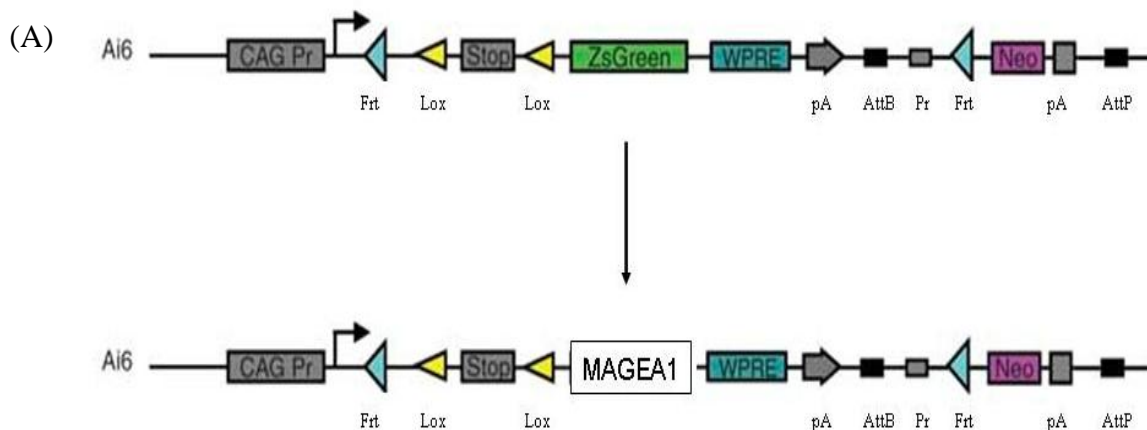 (A)
Ai6 CAG Pr Stop ZsGreen WPRE Neo
Frt Lox Lox pA AttB Pr Frt pA AttP
Ai6 CAG Pr Stop MAGEA1 WPRE Neo
Frt Lox Lox pA AttB Pr Frt pA AttP